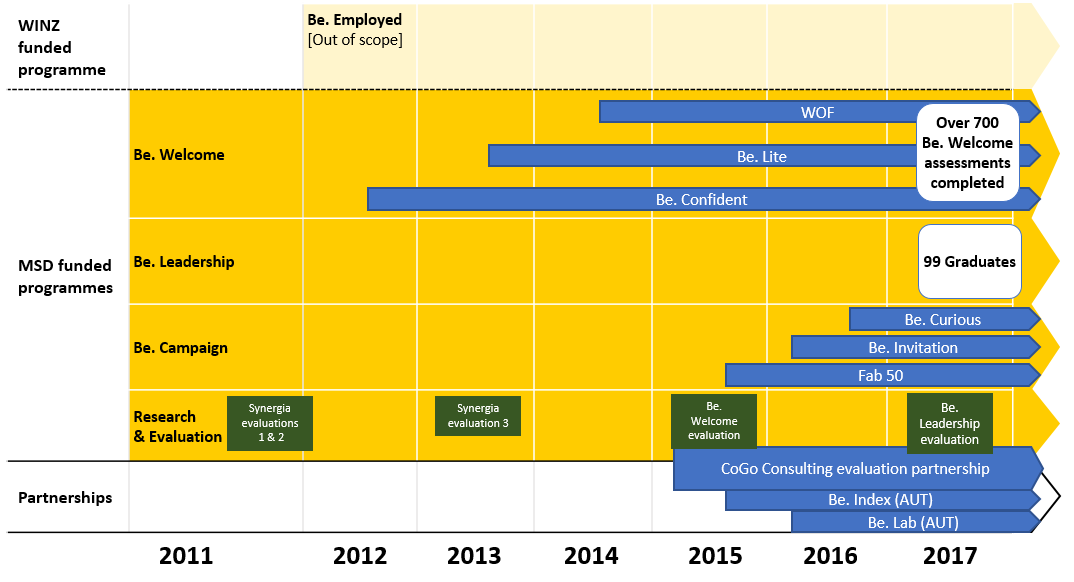 WINZ
funded
programme
Be. Employed
[Out of scope]
MSD funded
programmes
Be. Welcome
WOF
Be. Lite
Be. Confident
Over 700
Be. Welcome
assessments
completed
Be. Leadership
99 Graduates
Be. Campaign
Be. Curious
Be. Invitation
Fab 50
Research
& Evaluation
Synergia
evaluations
1 & 2
Synergia
evaluation 3
Be.
Welcome
evaluation
Be.
Leadership
evaluation
Partnerships
CoGo Consulting evaluation partnership
Be. Index (AUT)
Be. Lab (AUT)
2011 2012 2013 2014 2015 2016 2017